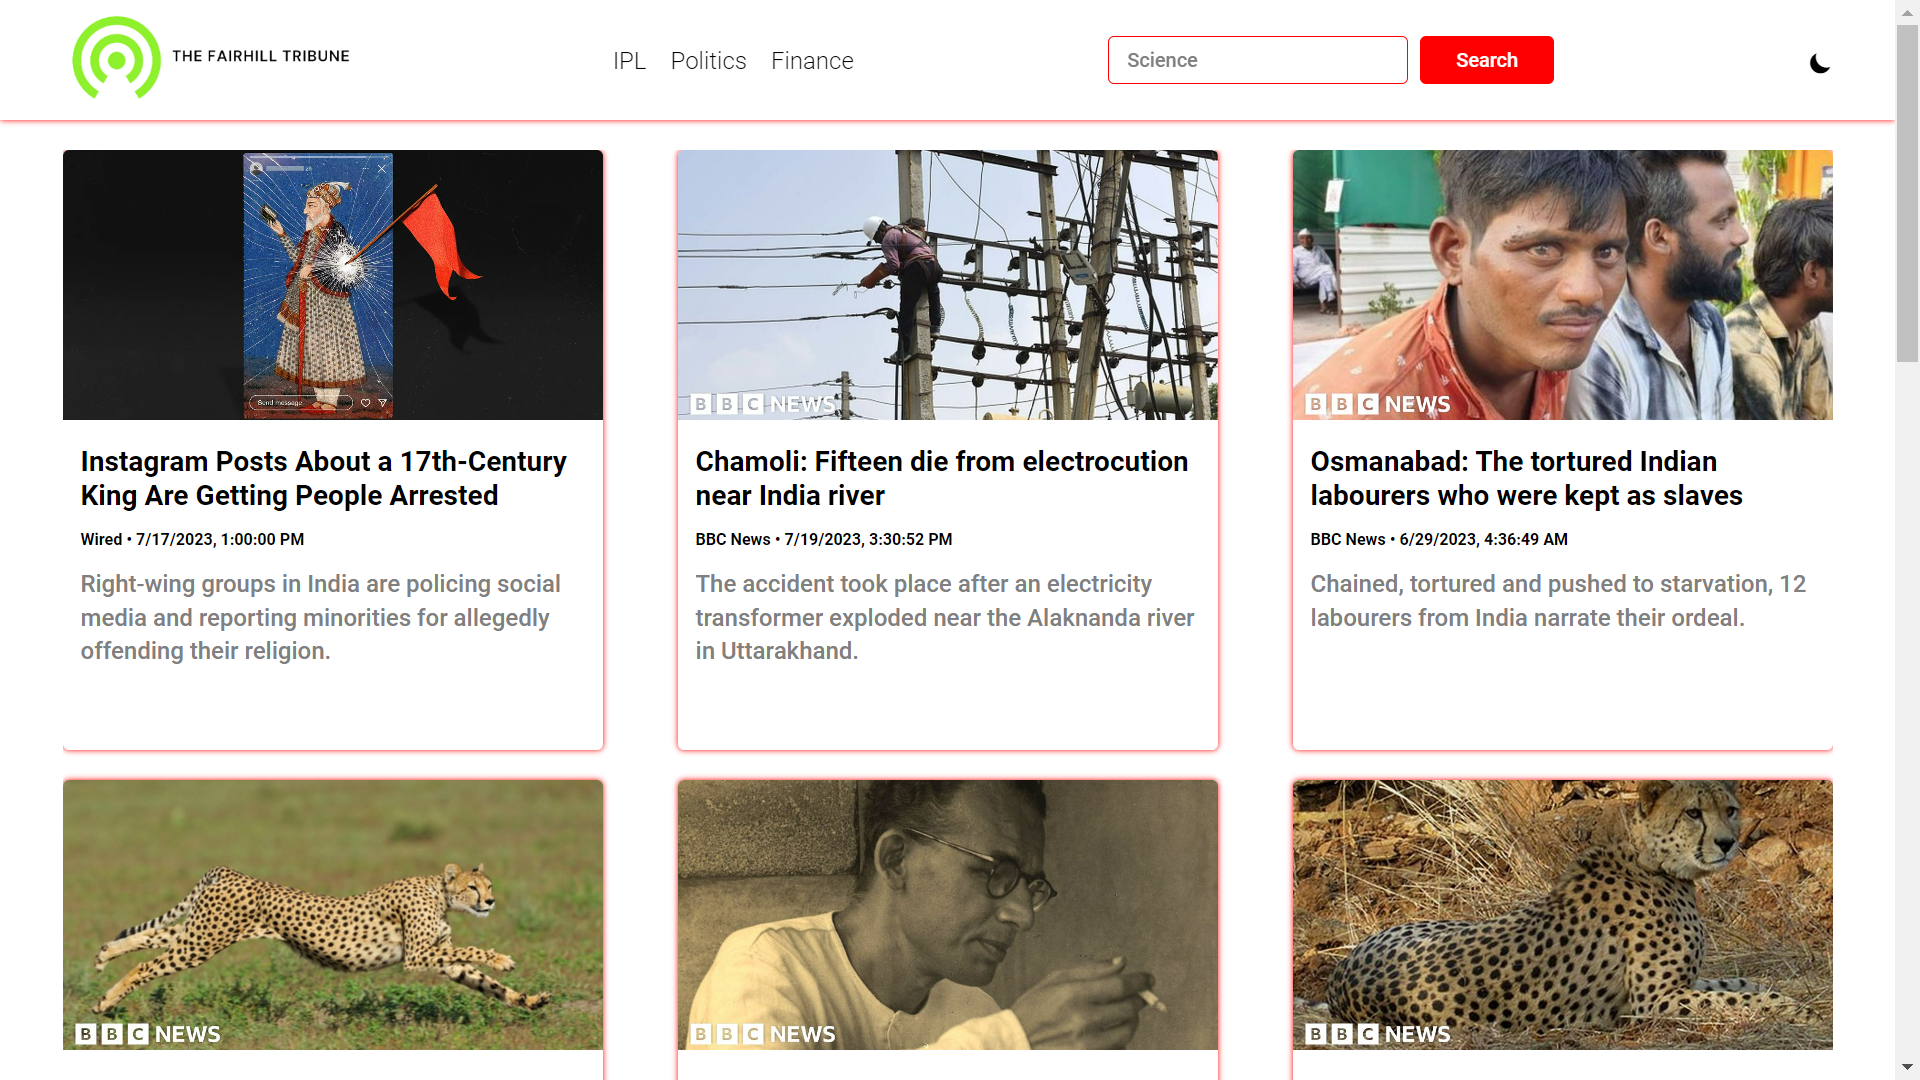 THE FAIRHILL TRIBUNE
IPL Politics Finance
Science
Search
Send message
BBC NEWS
BBC NEWS
Instagram Posts About a 17th-Century
King Are Getting People Arrested
Wired • 7/17/2023, 1:00:00 PM
Right-wing groups in India are policing social
media and reporting minorities for allegedly
offending their religion.
Chamoli: Fifteen die from electrocution
near India river
BBC News • 7/19/2023, 3:30:52 PM
The accident took place after an electricity
transformer exploded near the Alaknanda river
in Uttarakhand.
Osmanabad: The tortured Indian
labourers who were kept as slaves
BBC News • 6/29/2023, 4:36:49 AM
Chained, tortured and pushed to starvation, 12
labourers from India narrate their ordeal.
BBC NEWS
BBC NEWS
BBC NEWS